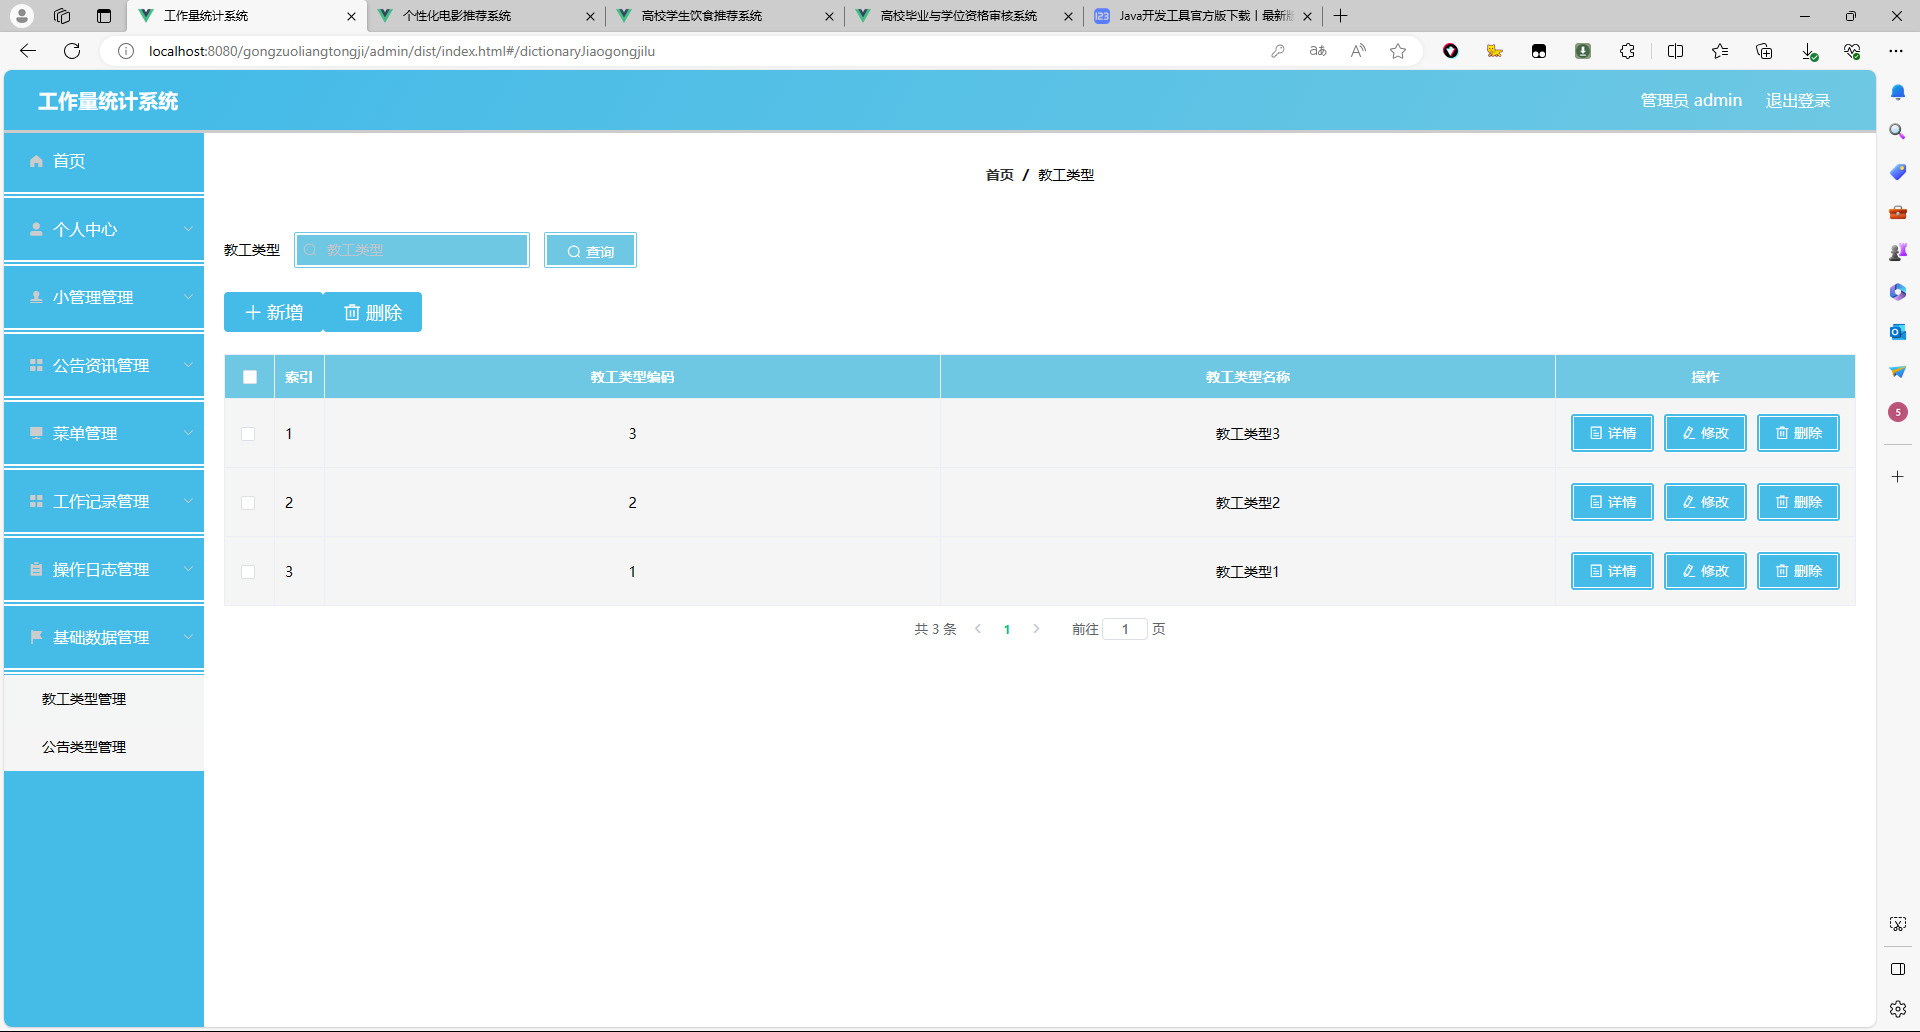 工作量统计系统
个性化电影推荐系统
高校学生饮食推荐系统
高校毕业与学位资格审核系统
Java开发工具官方版下载丨最新
localhost:8080/gongzuoliangtongji/admin/dist/index.html#/dictionaryJiaogongjilu
工作量统计系统
管理员 admin
退出登录
首页
个人中心
小管理管理
公告资讯管理
菜单管理
工作记录管理
操作日志管理
基础数据管理
教工类型管理
公告类型管理
首页 / 教工类型
教工类型 教工类型 查询
新增 删除
索引 教工类型编码 教工类型名称 操作
1 3 教工类型3 详情 修改 删除
2 2 教工类型2 详情 修改 删除
3 1 教工类型1 详情 修改 删除
共 3 条 1 前往 1 页